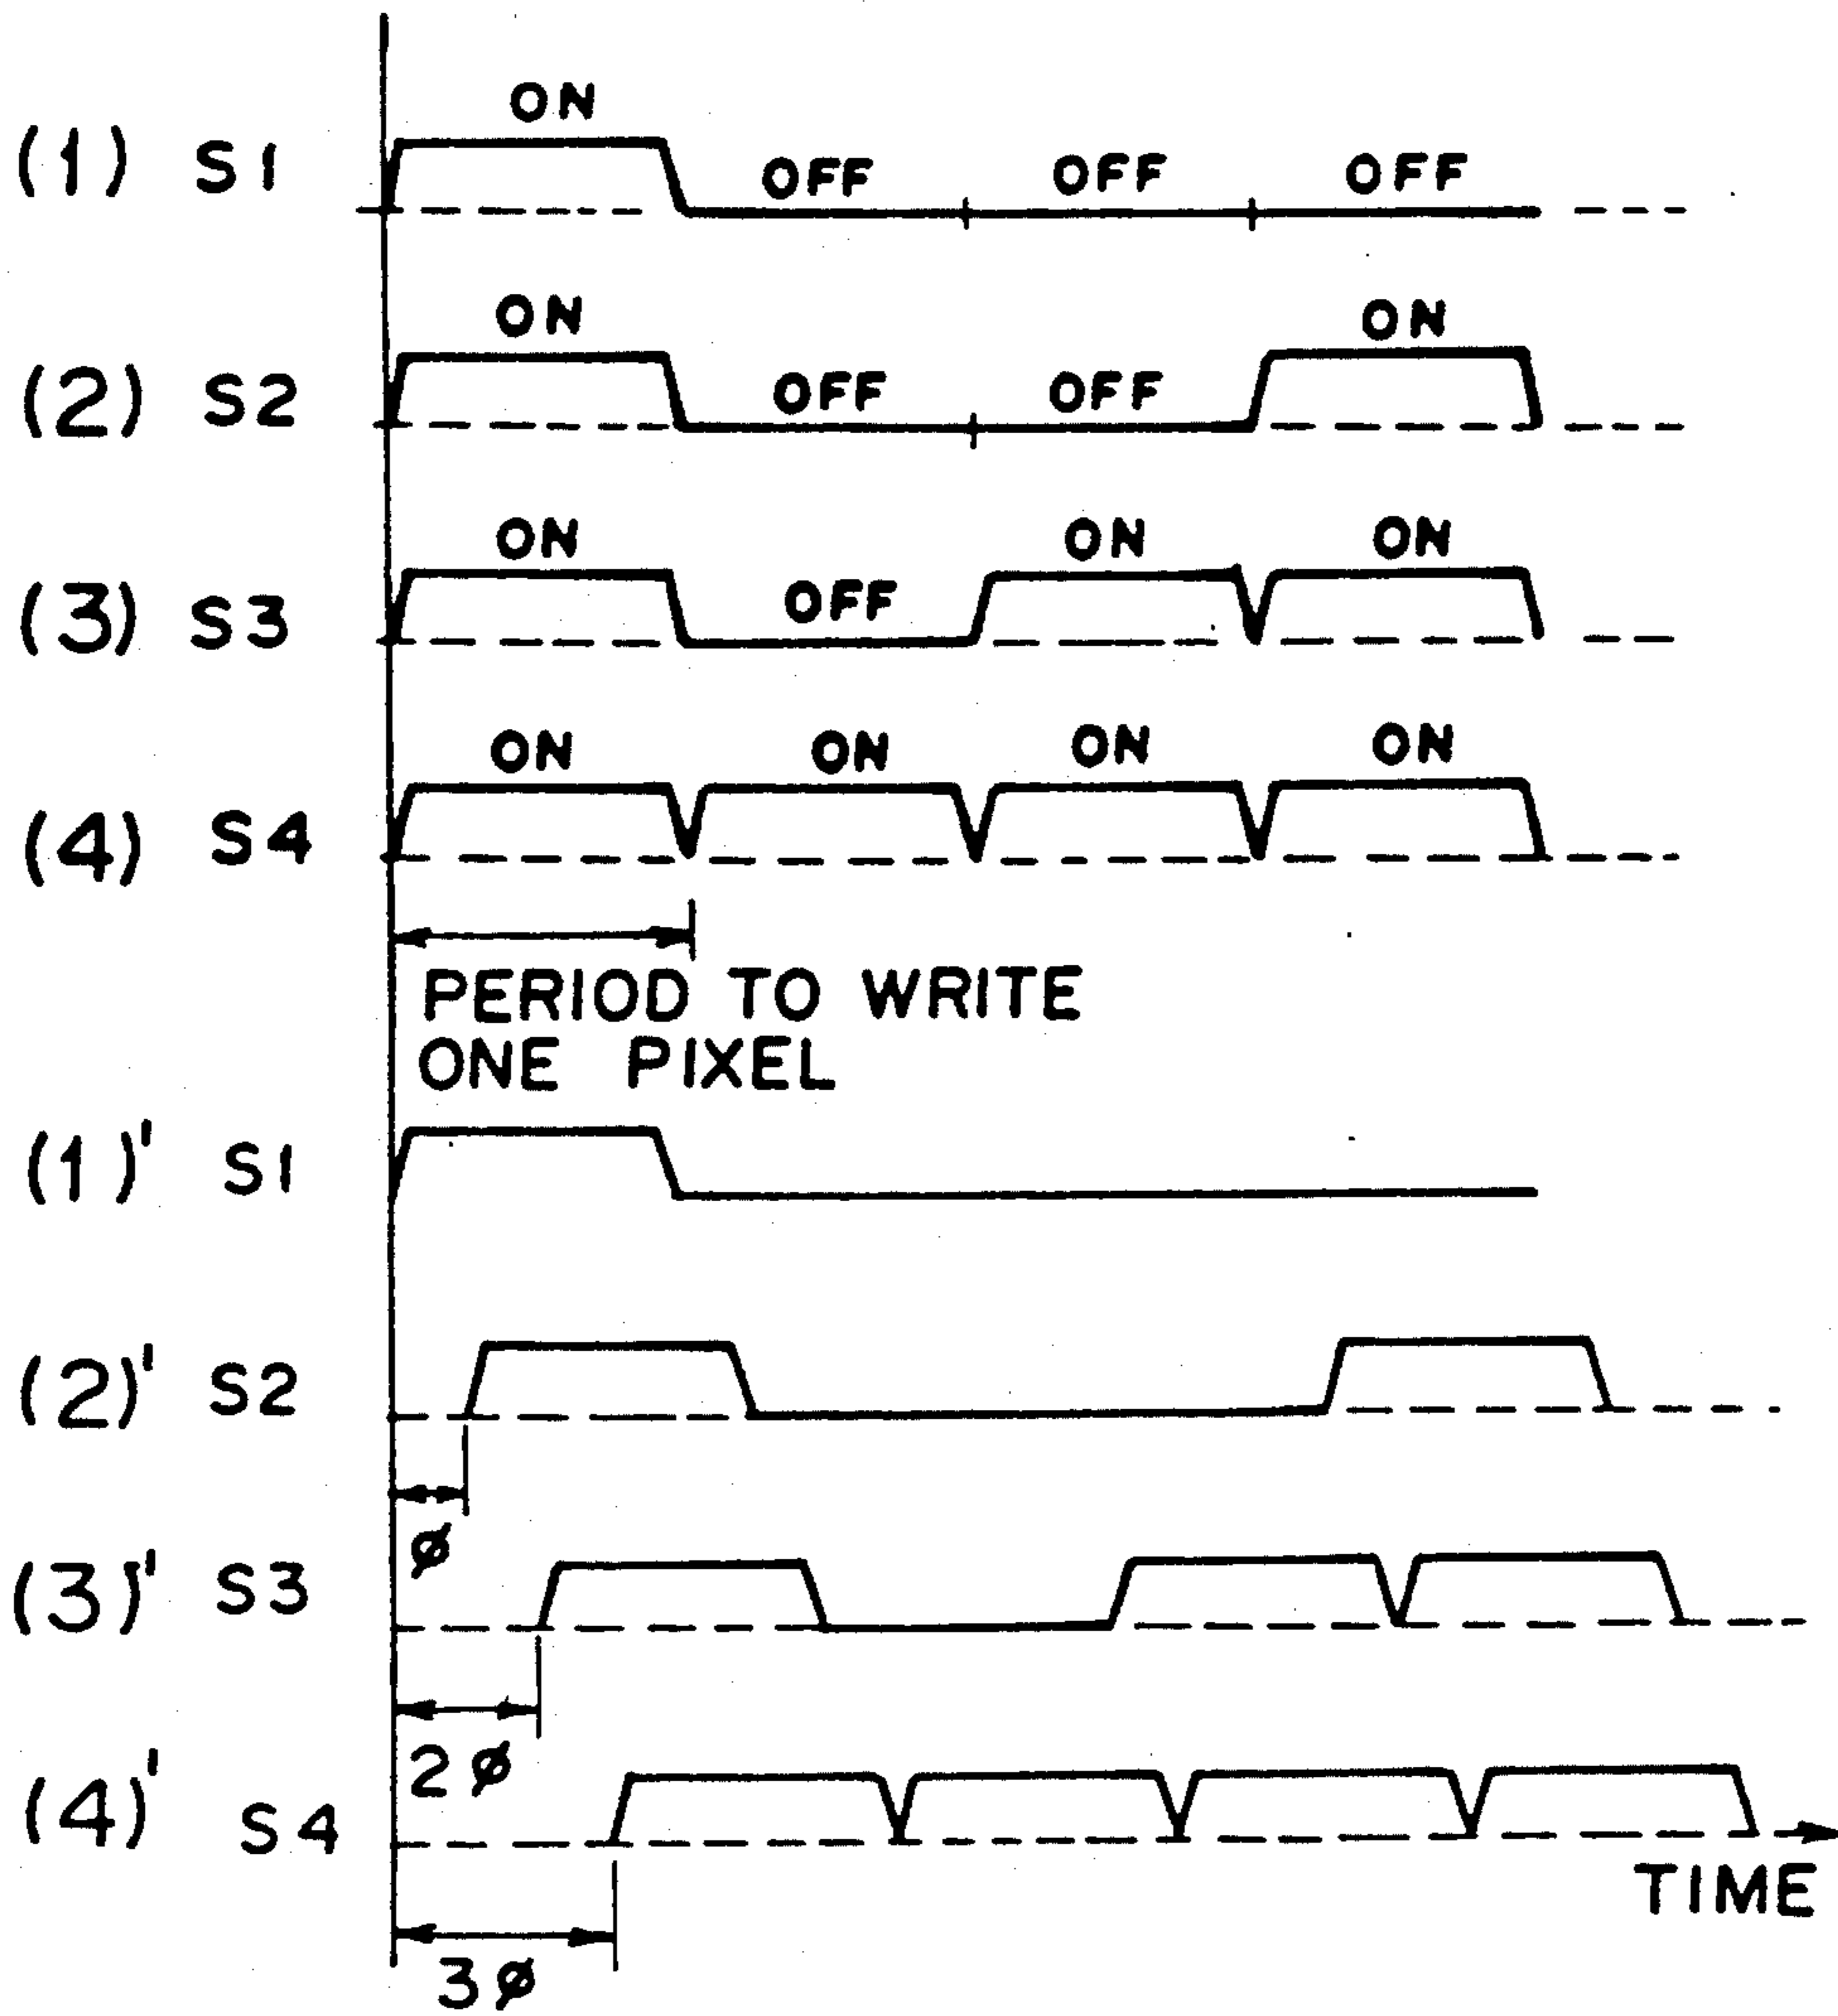 ON
(1) S1 OFF OFF OFF
ON ON
(2) S2 OFF OFF
ON ON ON
(3) S3 OFF
ON ON ON ON
(4) S4
PERIOD TO WRITE
ONE PIXEL
(1)' S1
(2)' S2
ø
(3)' S3
2ø
(4)' S4
TIME
3ø